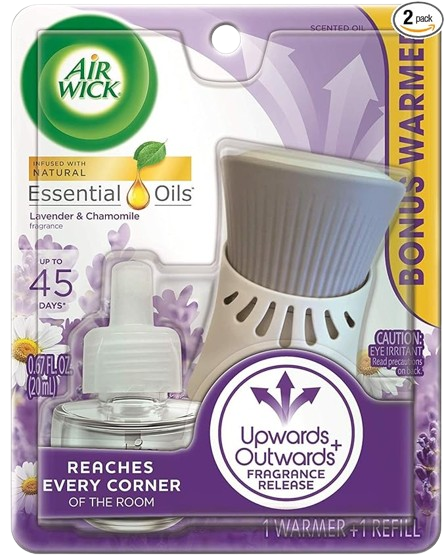 2
pack
SCENTED OIL
AIR
WICK®
BONUS WARMER
INFUSED WITH
NATURAL
Essential Oils*
Lavender & Chamomile
fragrance
UP TO
45
DAYS*
0.67 FL. OZ.
(20 mL)
CAUTION:
EYE IRRITANT
Read precautions
on back.
Upwards +
Outwards
FRAGRANCE
RELEASE
REACHES
EVERY CORNER
OF THE ROOM
1 WARMER + 1 REFILL